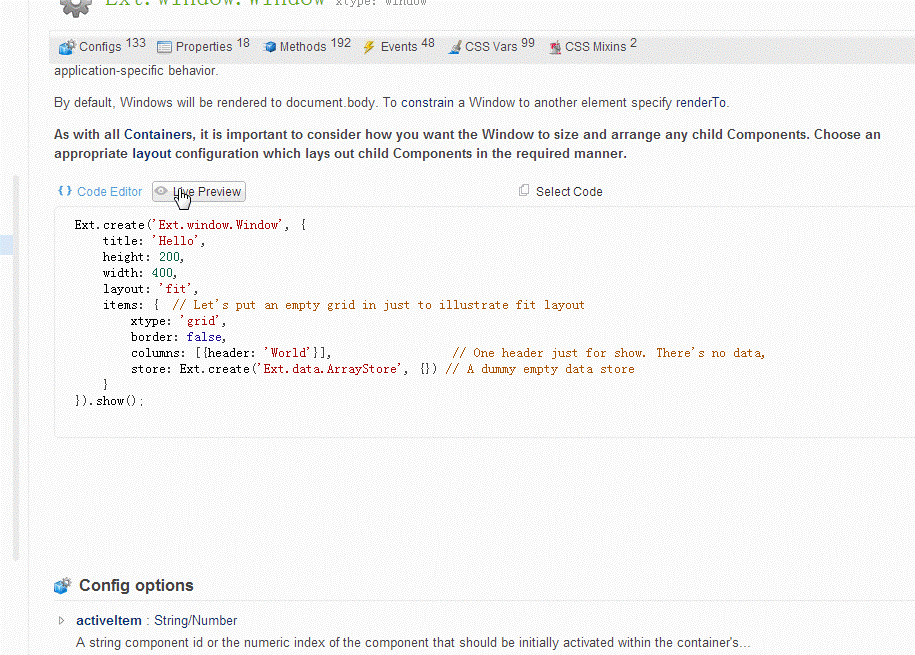 Ext.window.Window xtype: window
Configs 133 Properties 18 Methods 192 Events 48 CSS Vars 99 CSS Mixins 2
application-specific behavior.
By default, Windows will be rendered to document.body. To constrain a Window to another element specify renderTo.
As with all Containers, it is important to consider how you want the Window to size and arrange any child Components. Choose an
appropriate layout configuration which lays out child Components in the required manner.
{} Code Editor Live Preview Select Code
Ext.create('Ext.window.Window', {
title: 'Hello',
height: 200,
width: 400,
layout: 'fit',
items: { // Let's put an empty grid in just to illustrate fit layout
xtype: 'grid',
border: false,
columns: [{header: 'World'}], // One header just for show. There's no data,
store: Ext.create('Ext.data.ArrayStore', {}) // A dummy empty data store
}
}).show();
Config options
activeItem : String/Number
A string component id or the numeric index of the component that should be initially activated within the container's...